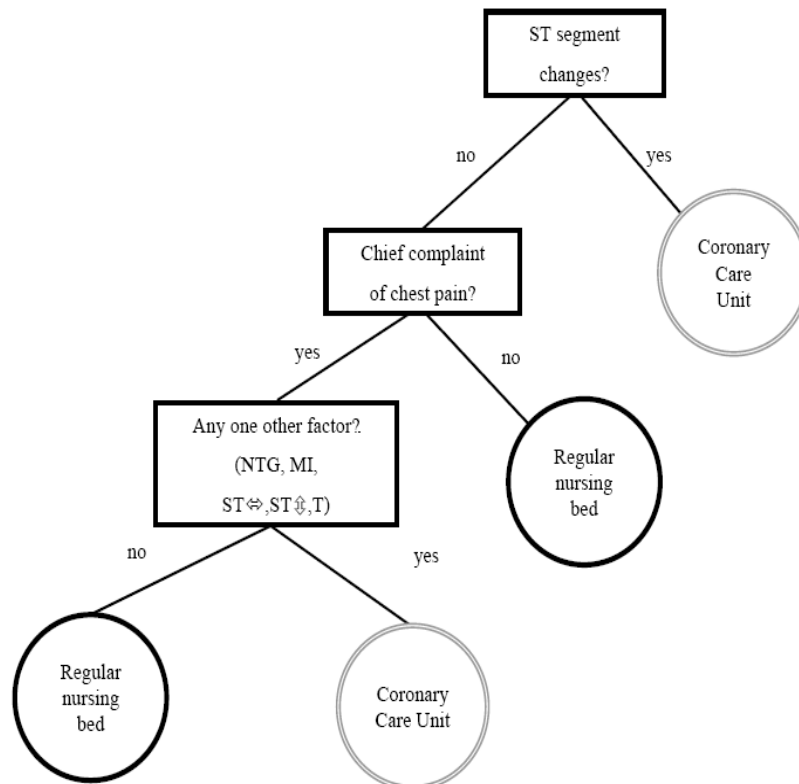 ST segment
changes?
no
yes
Coronary
Care
Unit
Chief complaint
of chest pain?
yes
no
Any one other factor?.
(NTG, MI,
ST⇔,ST⇕,T)
Regular
nursing
bed
no
yes
Regular
nursing
bed
Coronary
Care Unit